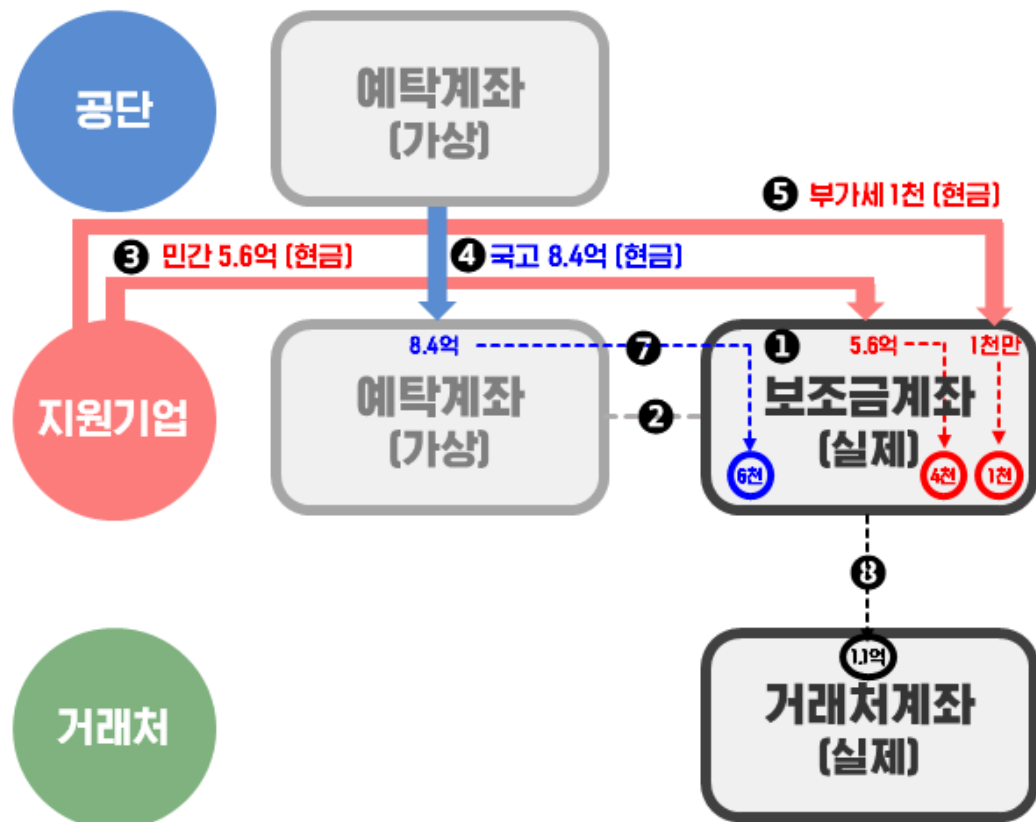 공단
예탁계좌
(가상)
❺ 부가세 1천 (현금)
❸ 민간 5.6억 (현금)
❹ 국고 8.4억 (현금)
지원기업
8.4억
예탁계좌
(가상)
❼
❷
❶
5.6억
1천만
보조금계좌
(실제)
6천
4천
1천
❽
거래처
1.1억
거래처계좌
(실제)